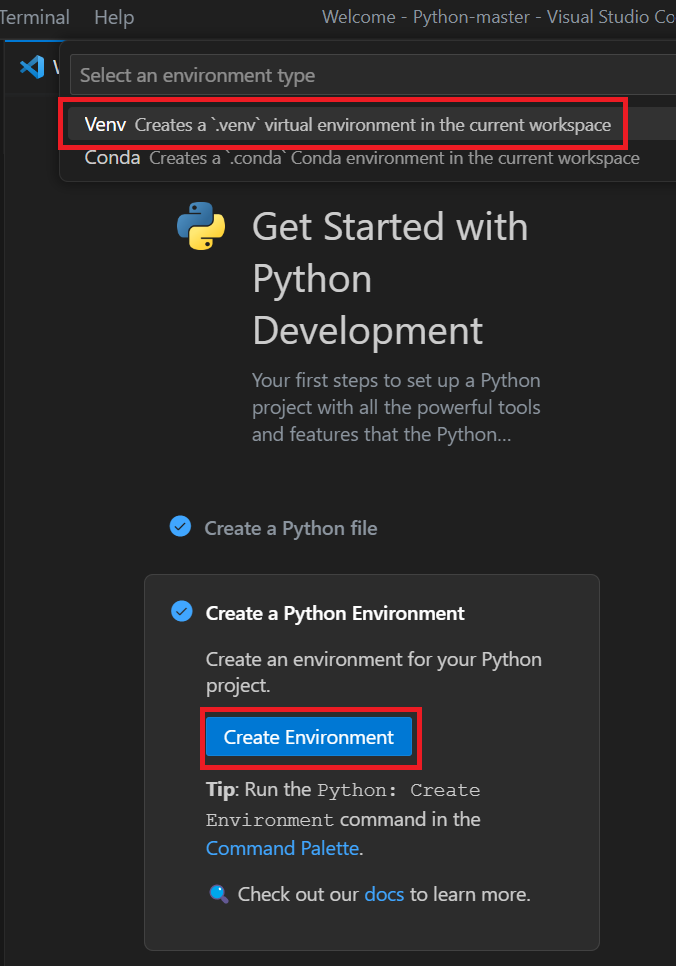 Terminal Help Welcome - Python-master - Visual Studio Co
Select an environment type
Venv Creates a `.venv` virtual environment in the current workspace
Conda Creates a `.conda` Conda environment in the current workspace
Get Started with
Python
Development
Your first steps to set up a Python
project with all the powerful tools
and features that the Python...
Create a Python file
Create a Python Environment
Create an environment for your Python
project.
Create Environment
Tip: Run the Python: Create
Environment command in the
Command Palette.
Check out our docs to learn more.